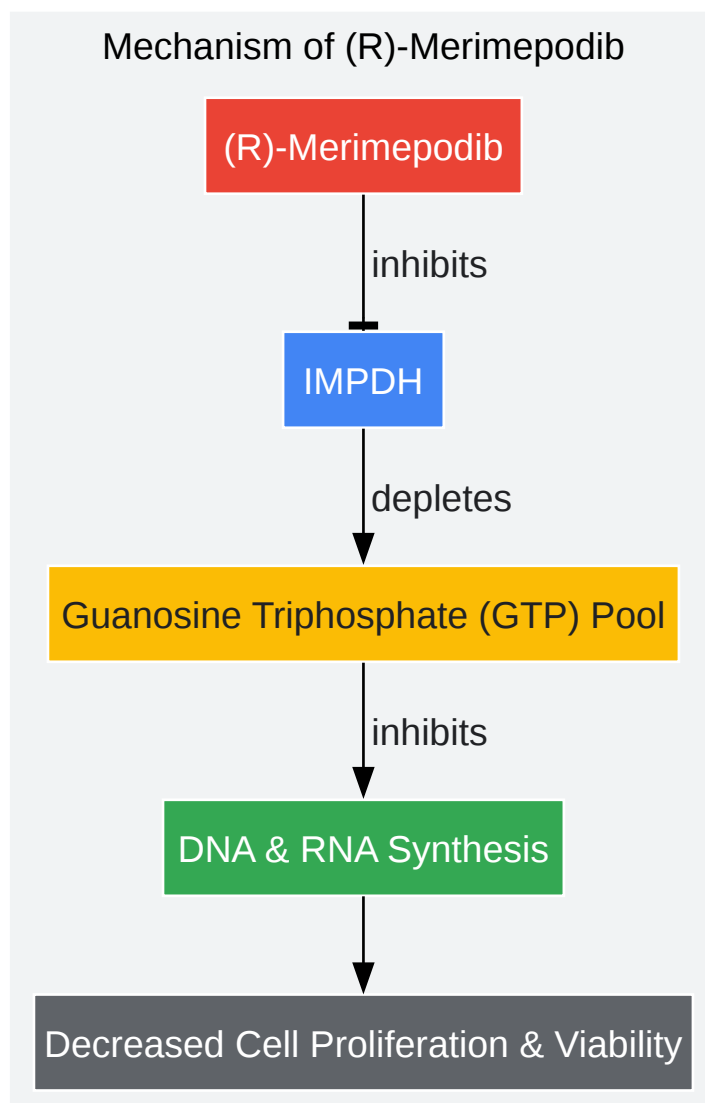 Mechanism of (R)-Merimepodib
(R)-Merimepodib
inhibits
IMPDH
depletes
Guanosine Triphosphate (GTP) Pool
inhibits
DNA & RNA Synthesis
Decreased Cell Proliferation & Viability